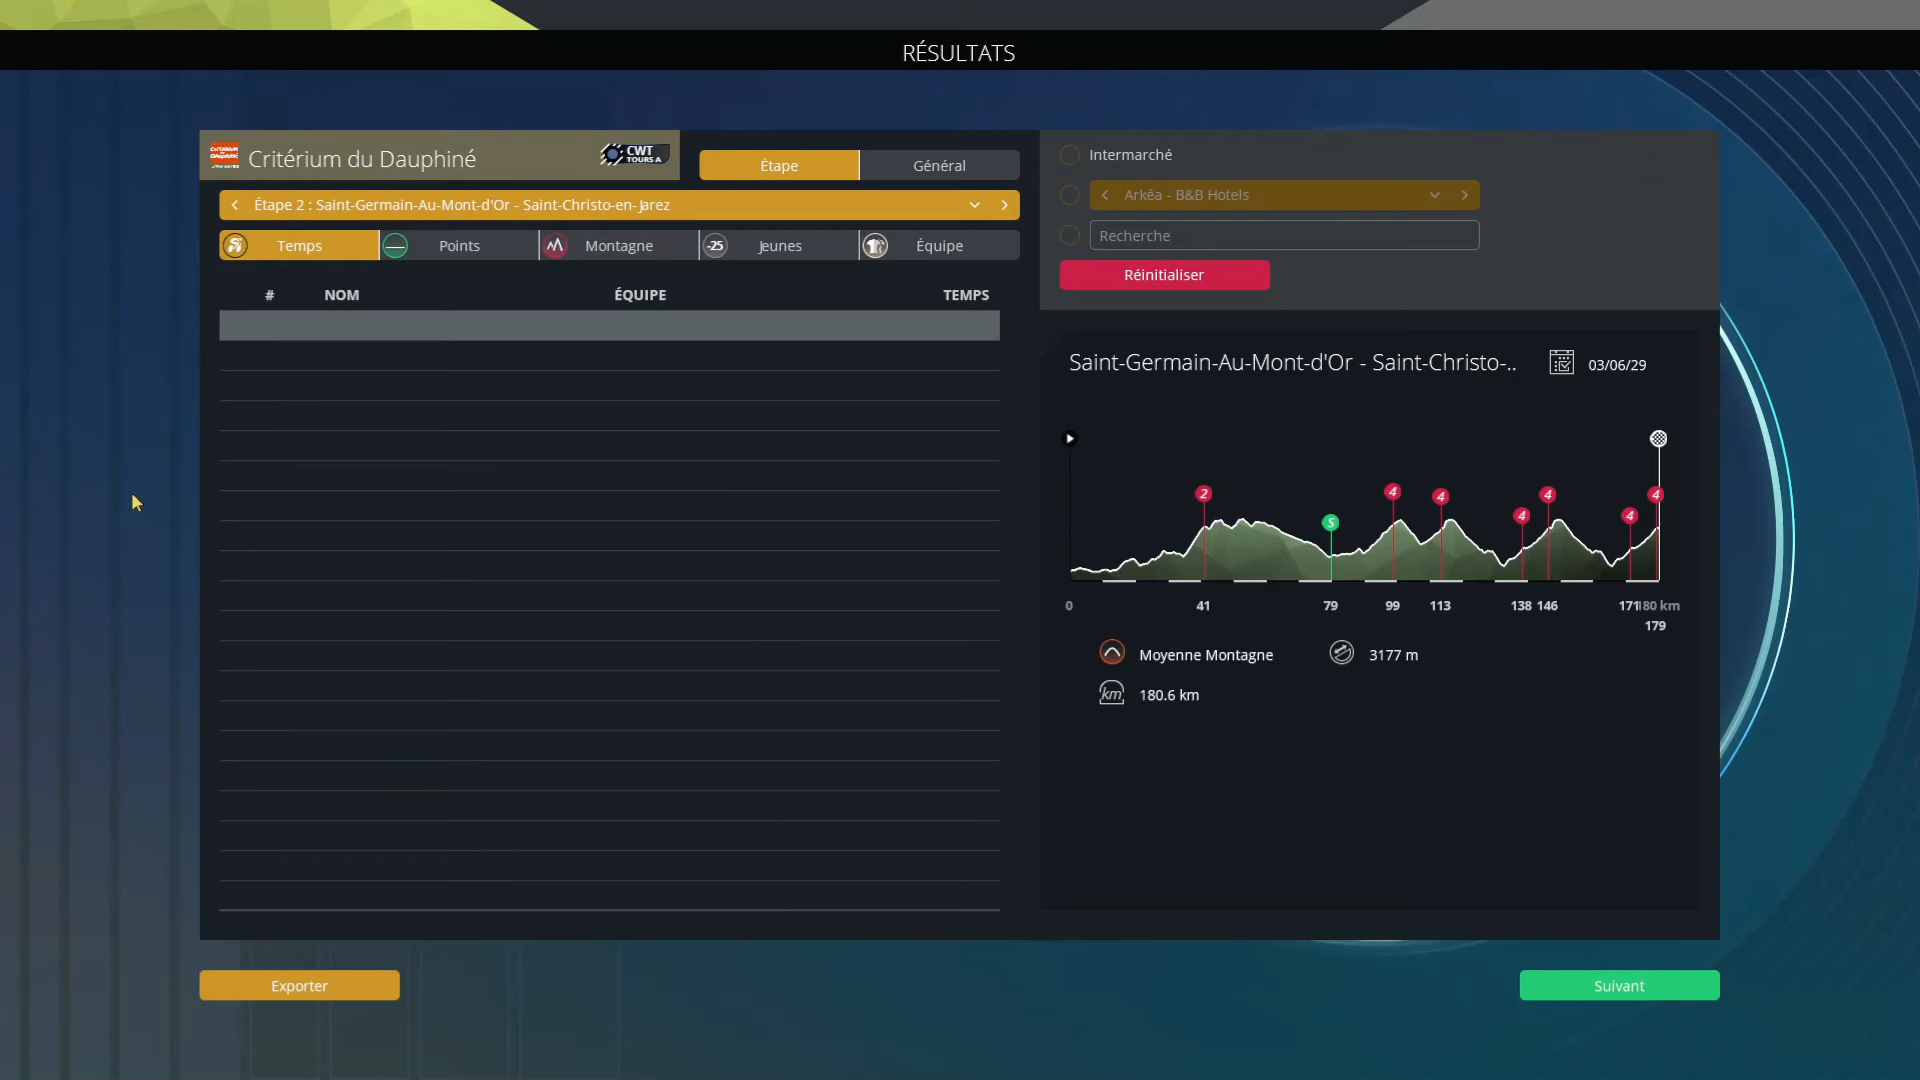 RÉSULTATS
Critérium du Dauphiné
CWT
TOURS A
Étape
Général
Étape 2 : Saint-Germain-Au-Mont-d'Or - Saint-Christo-en-Jarez
Temps
Points
Montagne
-25
Jeunes
Équipe
# NOM ÉQUIPE TEMPS
Intermarché
Arkéa - B&B Hotels
Recherche
Réinitialiser
Saint-Germain-Au-Mont-d'Or - Saint-Christo-..
03/06/29
2 S 4 4 4 4 4 4
0 41 79 99 113 138 146 171 180 km
179
Moyenne Montagne
3177 m
km 180.6 km
Exporter
Suivant